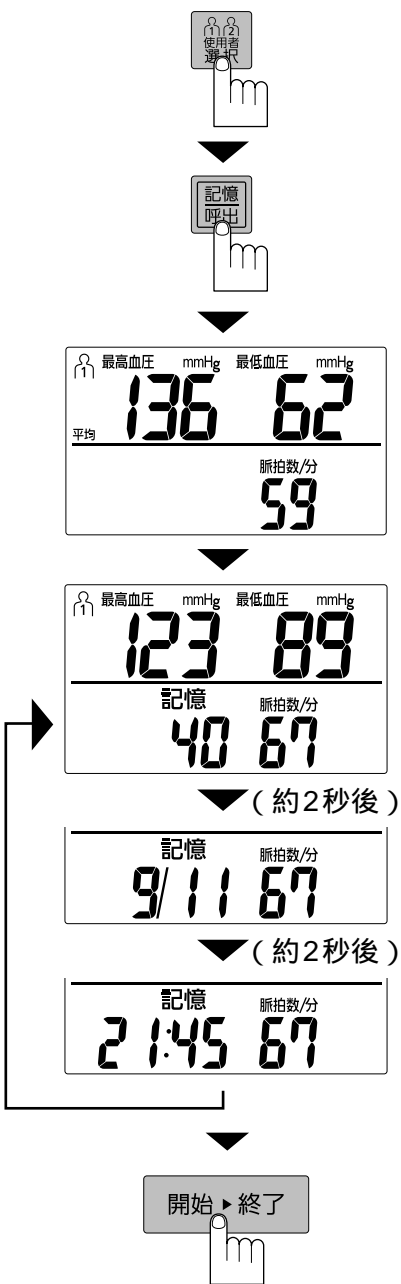 1 2
使用者
選択
記憶
呼出
1 最高血圧 mmHg 最低血圧 mmHg
136 62
平均
脈拍数/分
59
1 最高血圧 mmHg 最低血圧 mmHg
123 89
記憶 脈拍数/分
40 67
(約2秒後)
記憶 脈拍数/分
9/11 67
(約2秒後)
記憶 脈拍数/分
21:45 67
開始▶終了